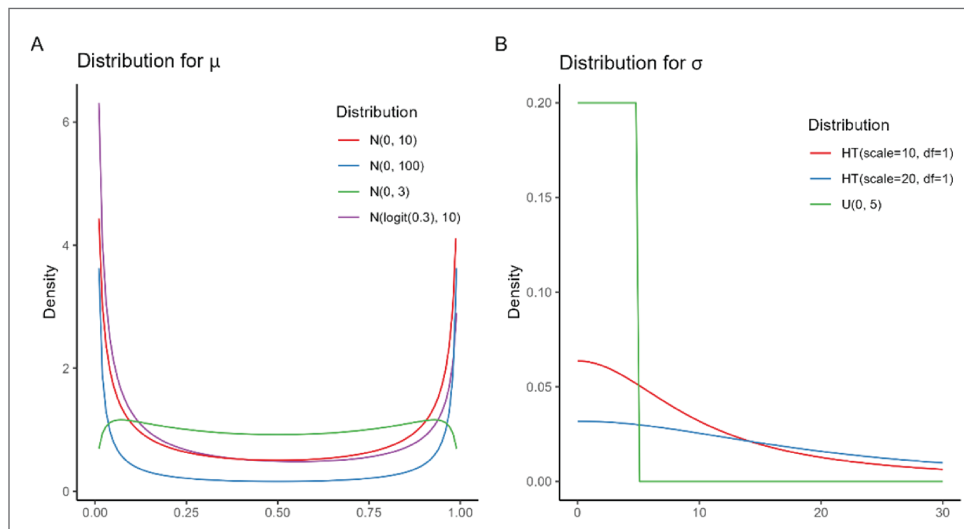 A
Distribution for μ
Density
6
4
2
0
0.00 0.25 0.50 0.75 1.00
Distribution
N(0, 10)
N(0, 100)
N(0, 3)
N(logit(0.3), 10)
B
Distribution for σ
Density
0.20
0.15
0.10
0.05
0.00
0 10 20 30
Distribution
HT(scale=10, df=1)
HT(scale=20, df=1)
U(0, 5)